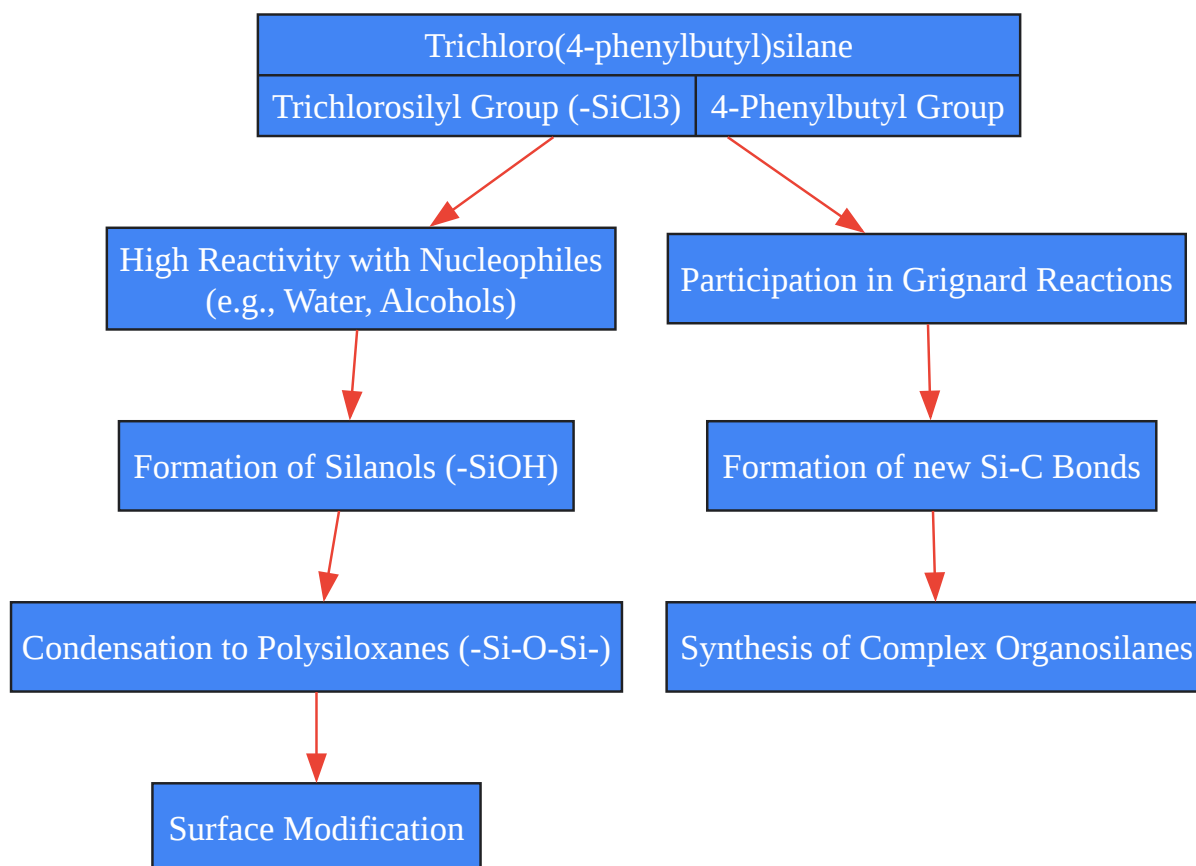 Trichloro(4-phenylbutyl)silane
Trichlorosilyl Group (-SiCl3)
4-Phenylbutyl Group
High Reactivity with Nucleophiles
(e.g., Water, Alcohols)
Participation in Grignard Reactions
Formation of Silanols (-SiOH)
Formation of new Si-C Bonds
Condensation to Polysiloxanes (-Si-O-Si-)
Synthesis of Complex Organosilanes
Surface Modification